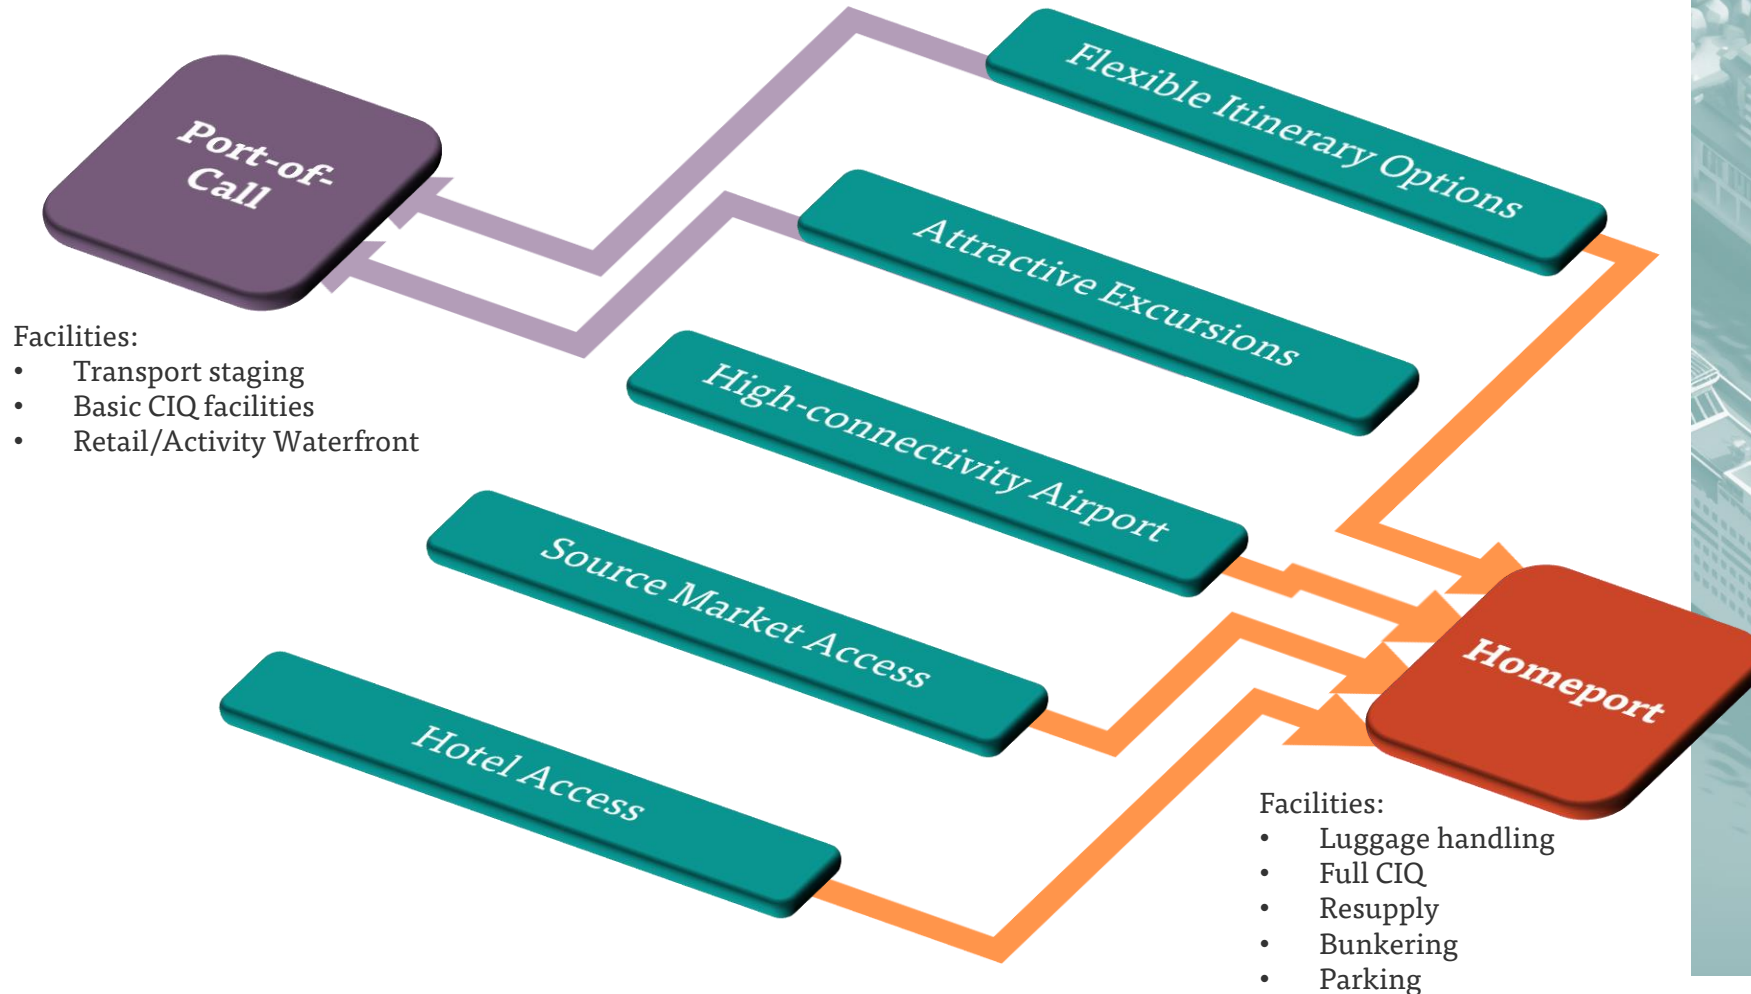 Port-of-
Call
Facilities:
• Transport staging
• Basic CIQ facilities
• Retail/Activity Waterfront
Flexible Itinerary Options
Attractive Excursions
High-connectivity Airport
Source Market Access
Hotel Access
Homeport
Facilities:
• Luggage handling
• Full CIQ
• Resupply
• Bunkering
• Parking